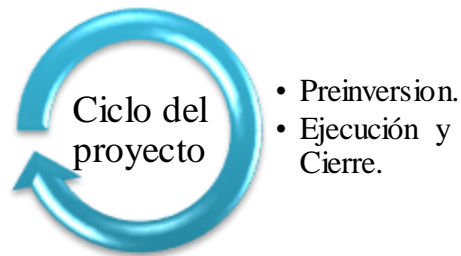 Ciclo del
proyecto
• Preinversion.
• Ejecución y
Cierre.